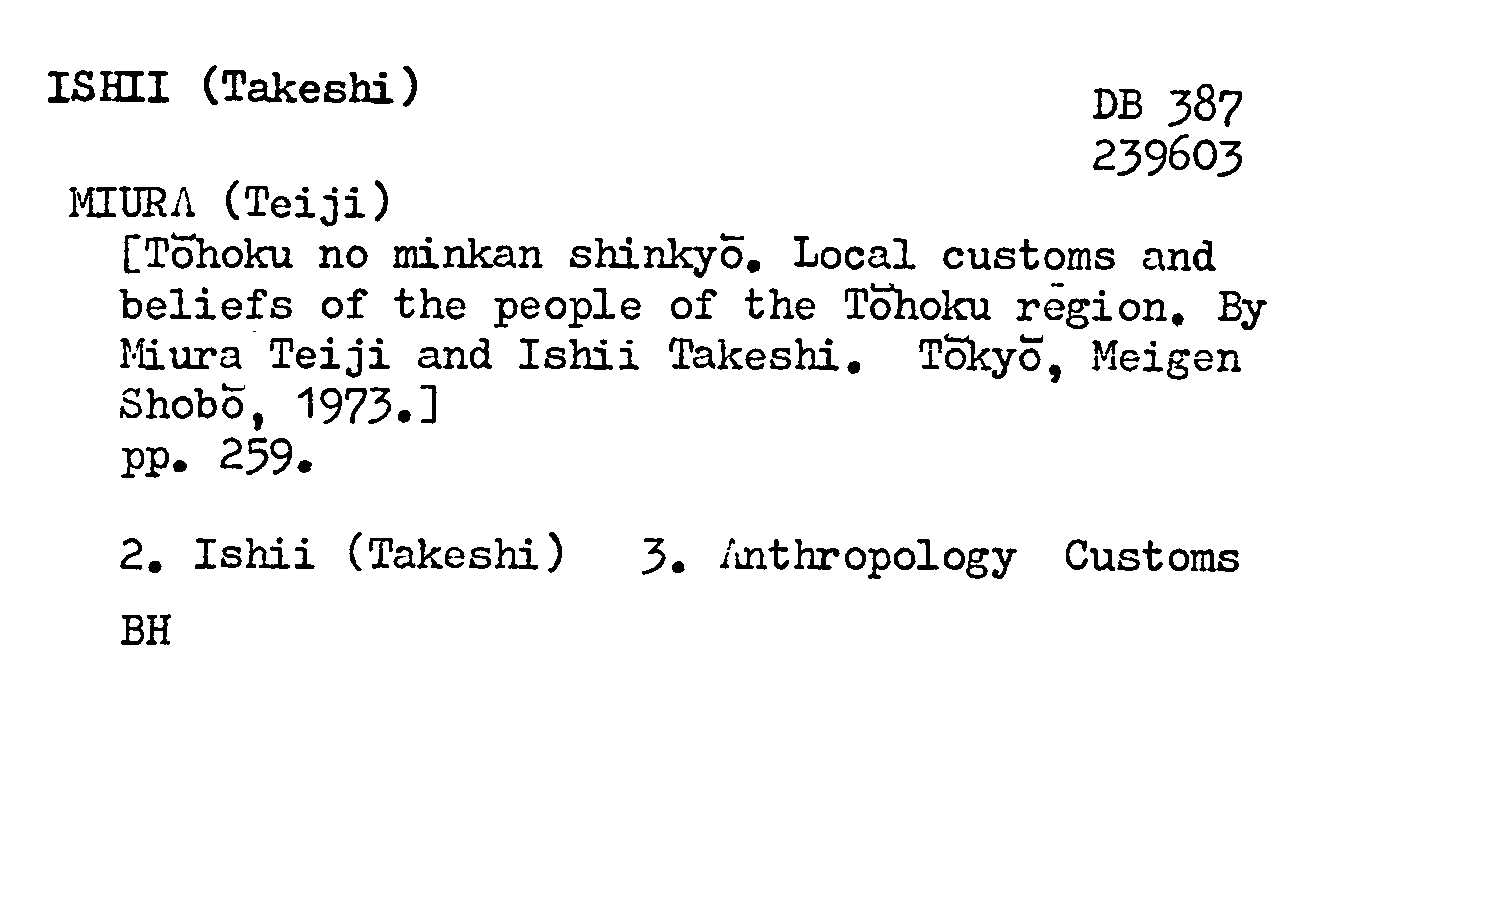 ISHII (Takeshi)
DB 387
239603
MIURA (Teiji)
[Tōhoku no minkan shinkyō. Local customs and
beliefs of the people of the Tōhoku rēgion. By
Miura Teiji and Ishii Takeshi. Tōkyō, Meigen
Shobō, 1973.]
pp. 259.
2. Ishii (Takeshi) 3. Anthropology Customs
BH